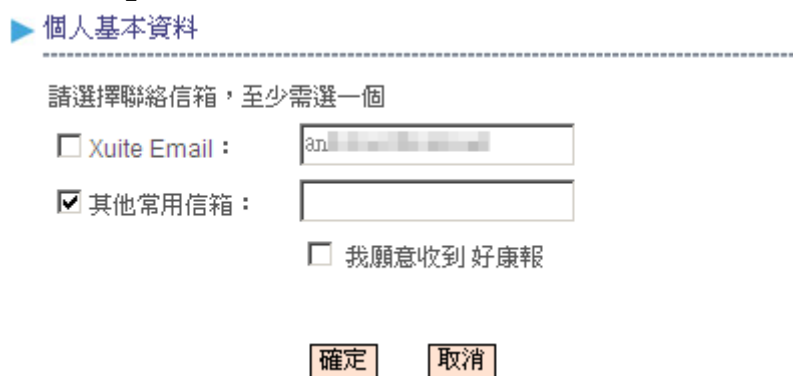 個人基本資料
請選擇聯絡信箱，至少需選一個
Xuite Email：
其他常用信箱：
我願意收到 好康報
確定 取消